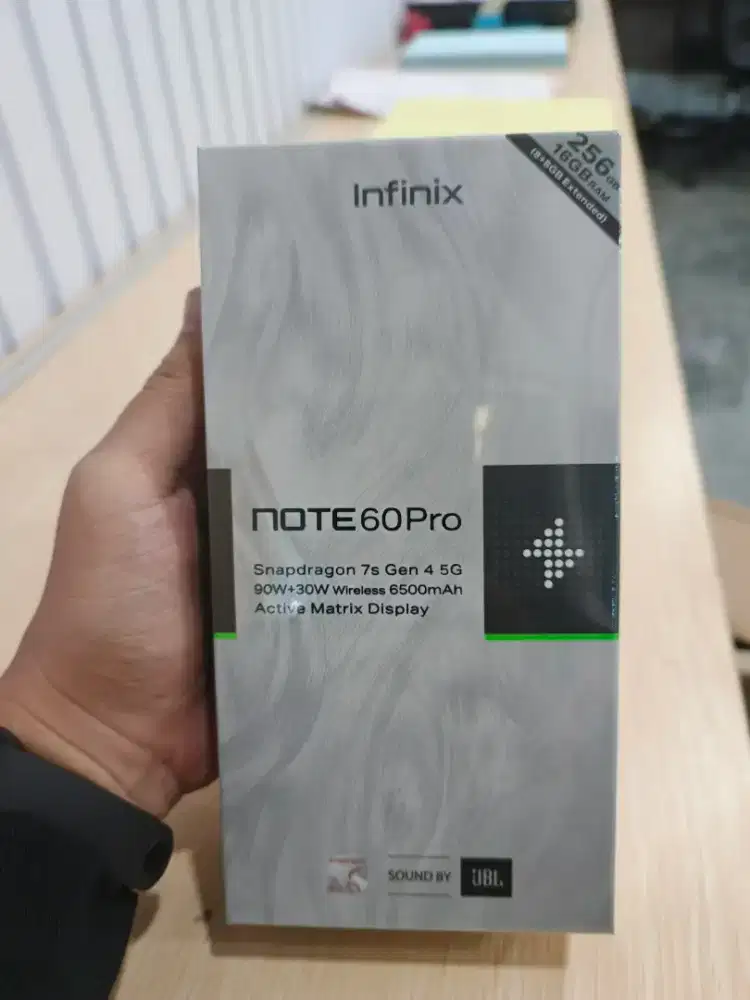 Infinix
256GB
16GB RAM
(8+8GB Extended)
NOTE60Pro
Snapdragon 7s Gen 4 5G
90W+30W Wireless 6500mAh
Active Matrix Display
SOUND BY
JBL